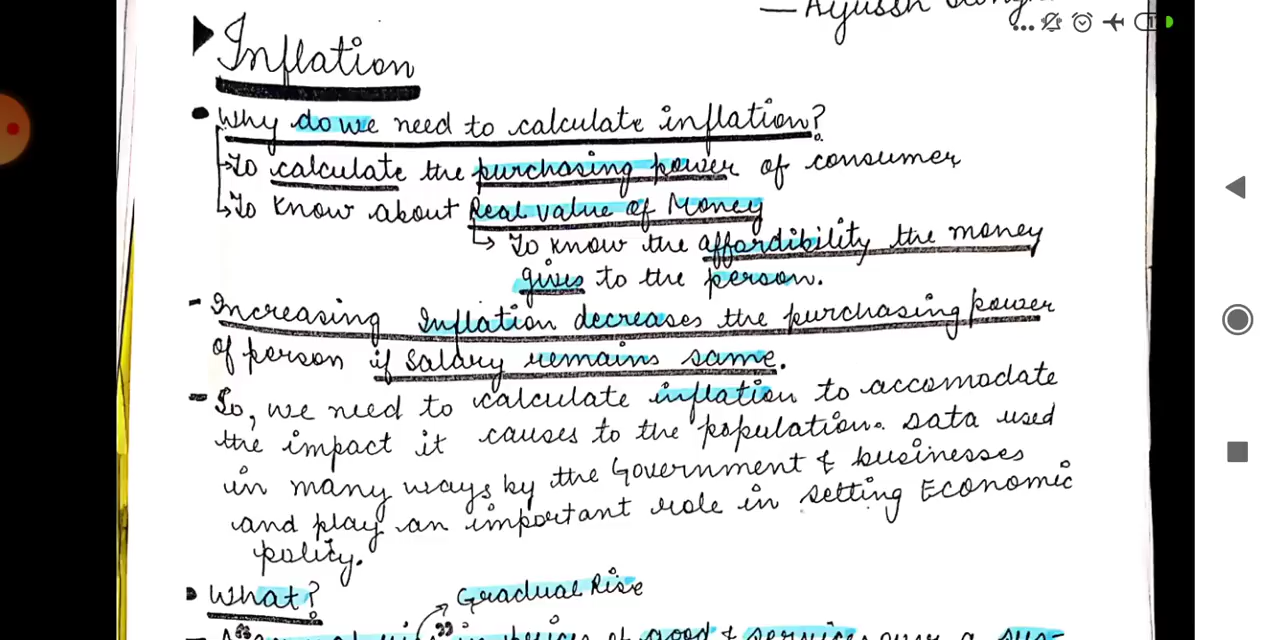 Inflation
Why do we need to calculate inflation?
To calculate the purchasing power of consumer
To Know about Real value of Money
To know the affordibility the money
gives to the person.
- Increasing Inflation decreases the purchasing power
of person if salary remains same.
- So, we need to calculate inflation to accomodate
the impact it causes to the population. Data used
in many ways by the Government & businesses
and play an important role in setting Economic
policy.
What?
Gradual Rise
good & services over a sus-